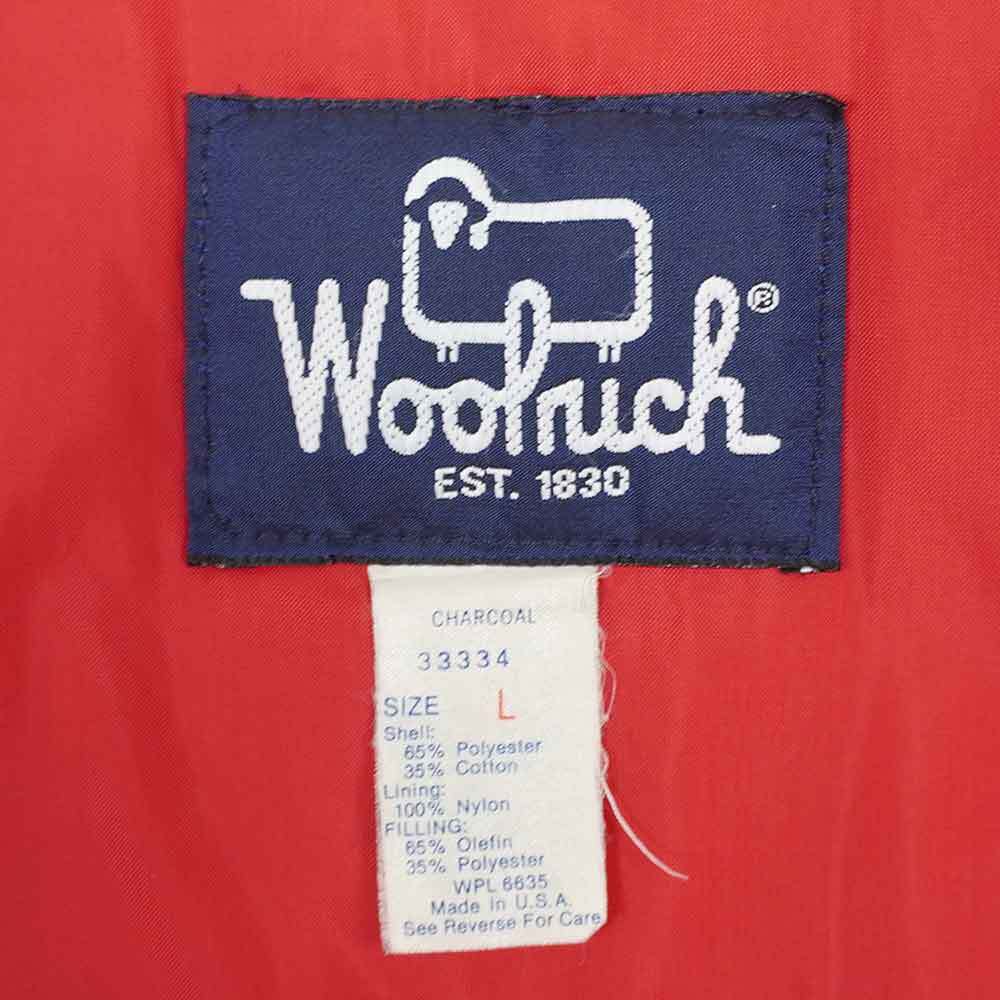 Woolrich®
EST. 1830
CHARCOAL
33334
SIZE L
Shell:
65% Polyester
35% Cotton
Lining:
100% Nylon
FILLING:
65% Olefin
35% Polyester
WPL 6635
Made In U.S.A.
See Reverse For Care